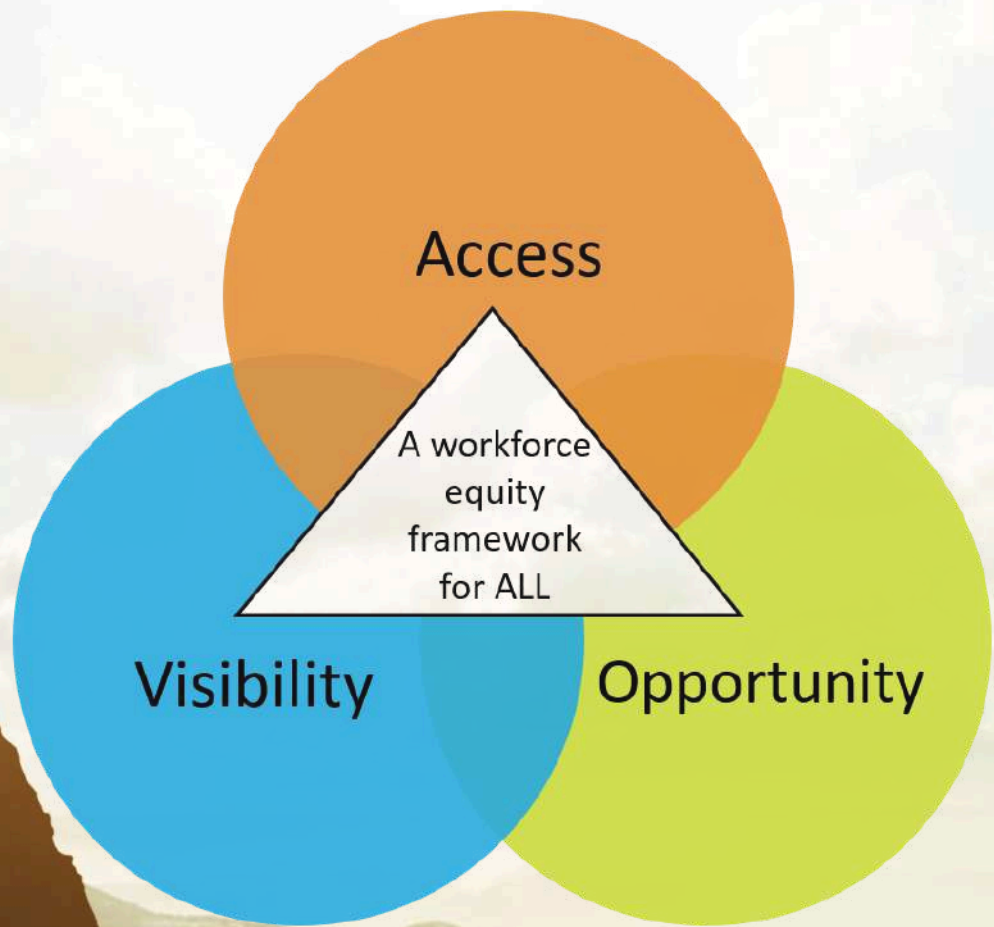 Access
A workforce
equity
framework
for ALL
Visibility
Opportunity